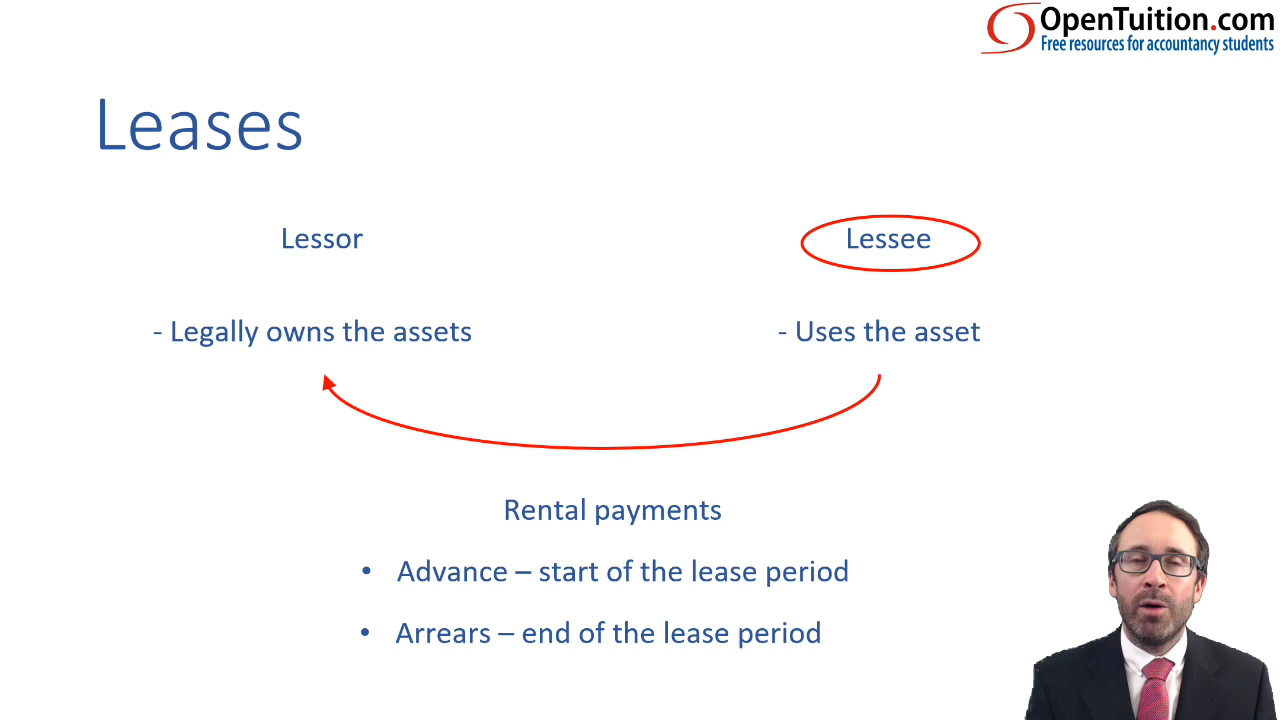 OpenTuition.com
Free resources for accountancy students
Leases
Lessor
Lessee
- Legally owns the assets
- Uses the asset
Rental payments
• Advance – start of the lease period
• Arrears – end of the lease period